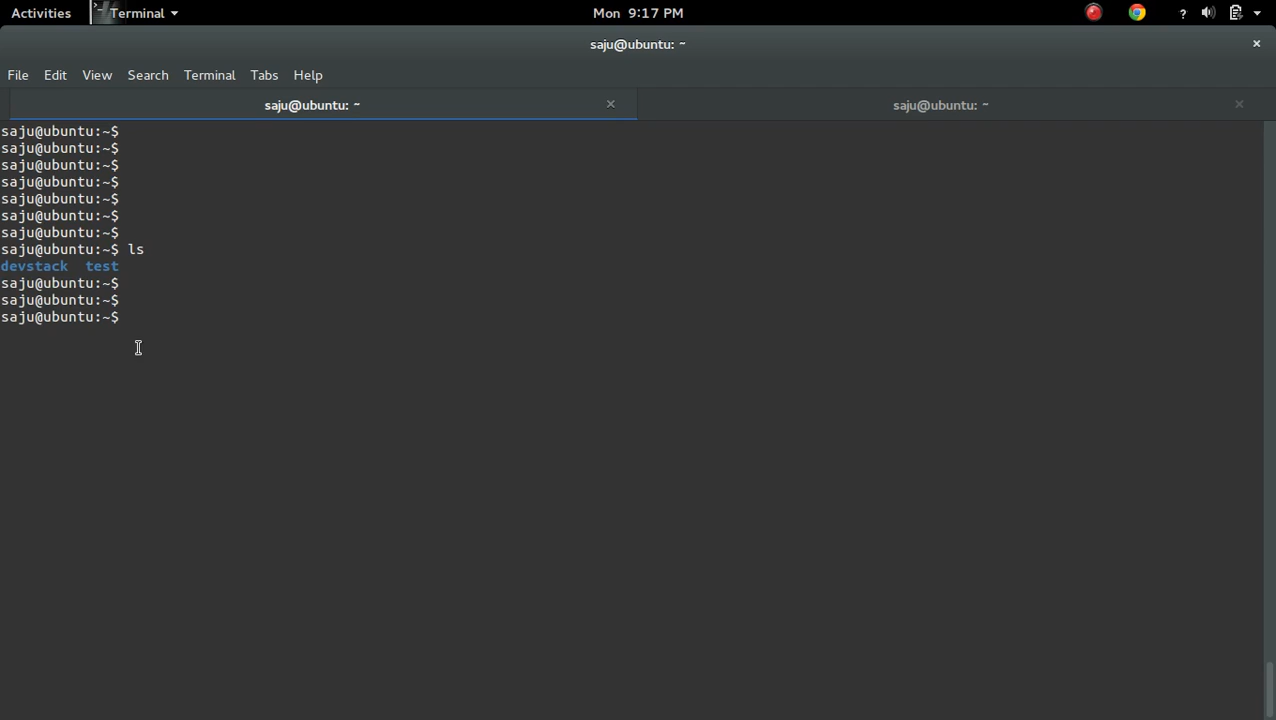 Activities Terminal Mon 9:17 PM ?
saju@ubuntu: ~ ×
File Edit View Search Terminal Tabs Help
saju@ubuntu: ~ × saju@ubuntu: ~ ×
saju@ubuntu:~$
saju@ubuntu:~$
saju@ubuntu:~$
saju@ubuntu:~$
saju@ubuntu:~$
saju@ubuntu:~$
saju@ubuntu:~$
saju@ubuntu:~$ ls
devstack test
saju@ubuntu:~$
saju@ubuntu:~$
saju@ubuntu:~$